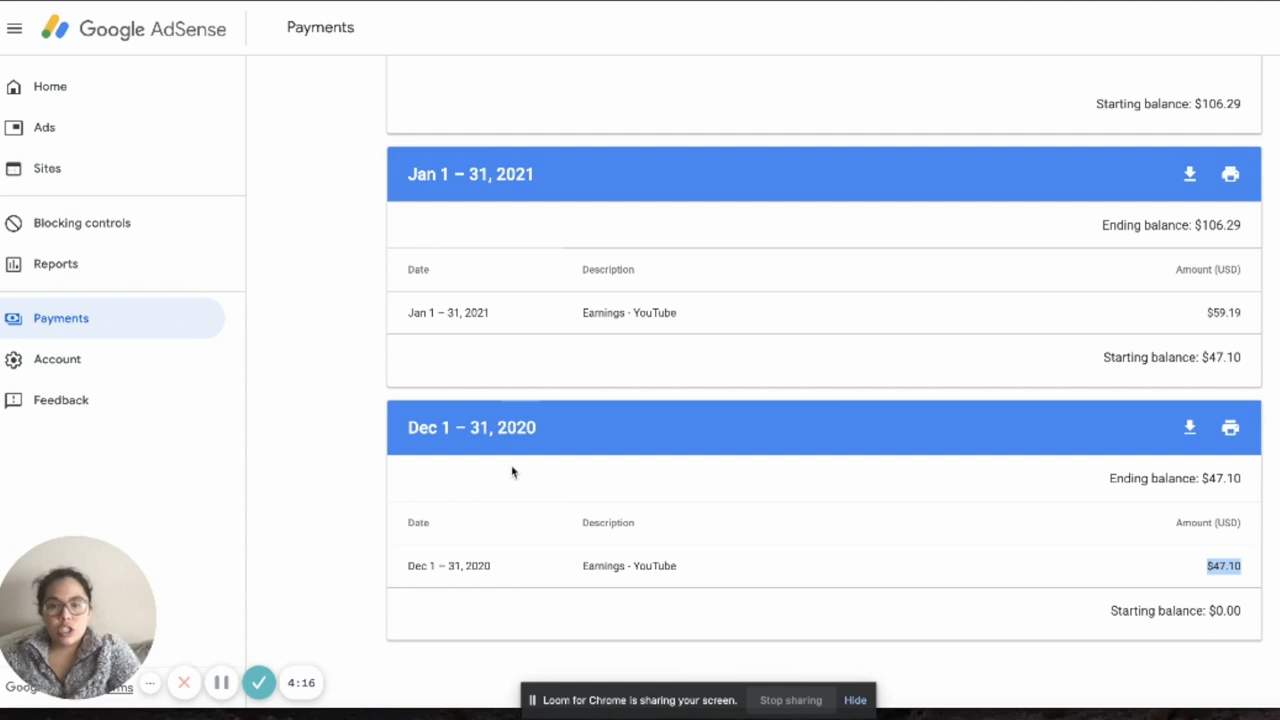 Google AdSense
Payments
Home
Ads
Sites
Blocking controls
Reports
Payments
Account
Feedback
Starting balance: $106.29
Jan 1 – 31, 2021
Ending balance: $106.29
Date Description Amount (USD)
Jan 1 – 31, 2021 Earnings - YouTube $59.19
Starting balance: $47.10
Dec 1 – 31, 2020
Ending balance: $47.10
Date Description Amount (USD)
Dec 1 – 31, 2020 Earnings - YouTube $47.10
Starting balance: $0.00
4:16
Loom for Chrome is sharing your screen. Stop sharing Hide